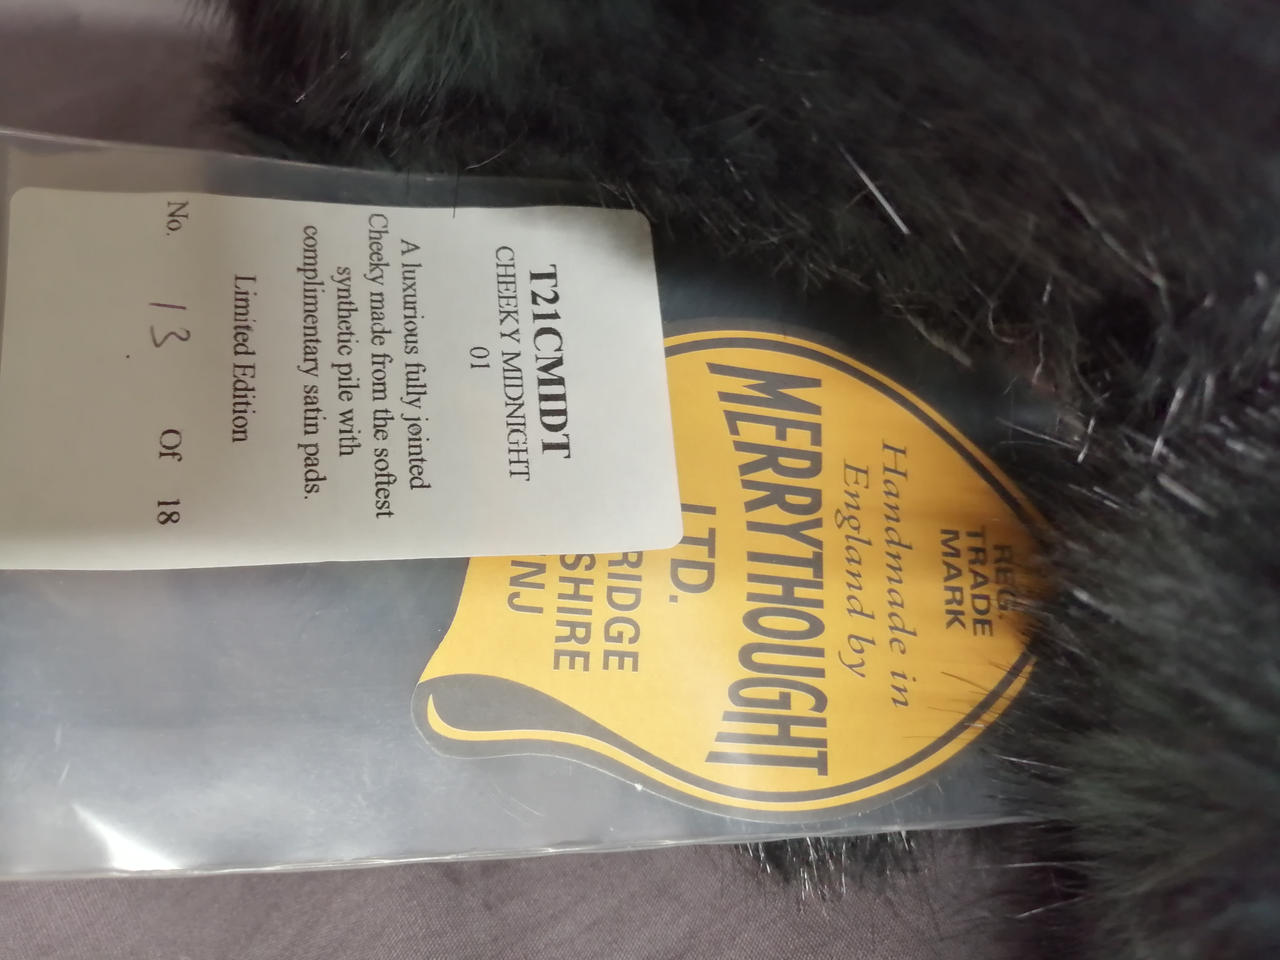 T21CMIDT
CHEEKY MIDNIGHT
01
A luxurious fully jointed
Cheeky made from the softest
synthetic pile with
complimentary satin pads.
Limited Edition
No. 13 Of 18
REG.
TRADE
MARK
Handmade in
England by
MERRYTHOUGHT
LTD.
RIDGE
SHIRE
7NJ